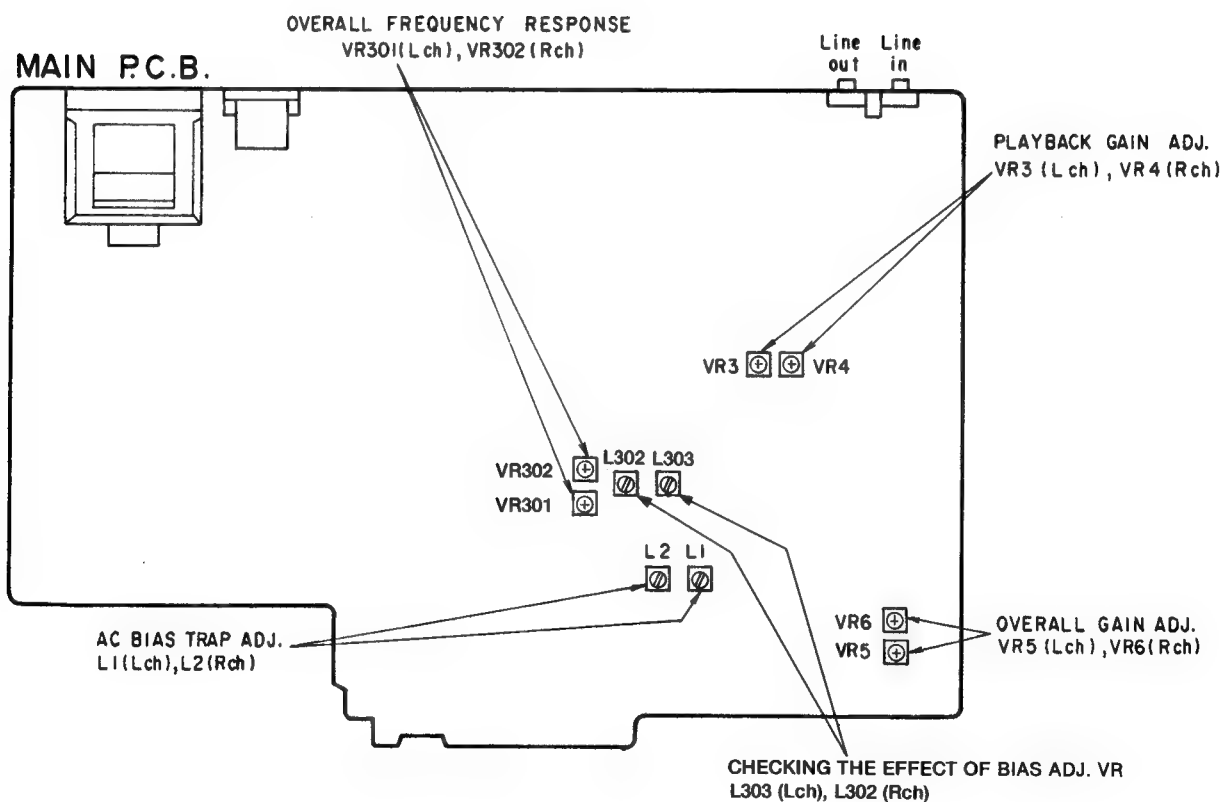 OVERALL FREQUENCY RESPONSE
VR301(Lch), VR302(Rch)
MAIN P.C.B.
Line out
Line in
PLAYBACK GAIN ADJ.
VR3 (Lch), VR4(Rch)
VR3
VR4
VR302
L302
L303
VR301
L2
L1
AC BIAS TRAP ADJ.
L1(Lch),L2(Rch)
VR6
VR5
OVERALL GAIN ADJ.
VR5(Lch),VR6(Rch)
CHECKING THE EFFECT OF BIAS ADJ. VR
L303 (Lch), L302 (Rch)